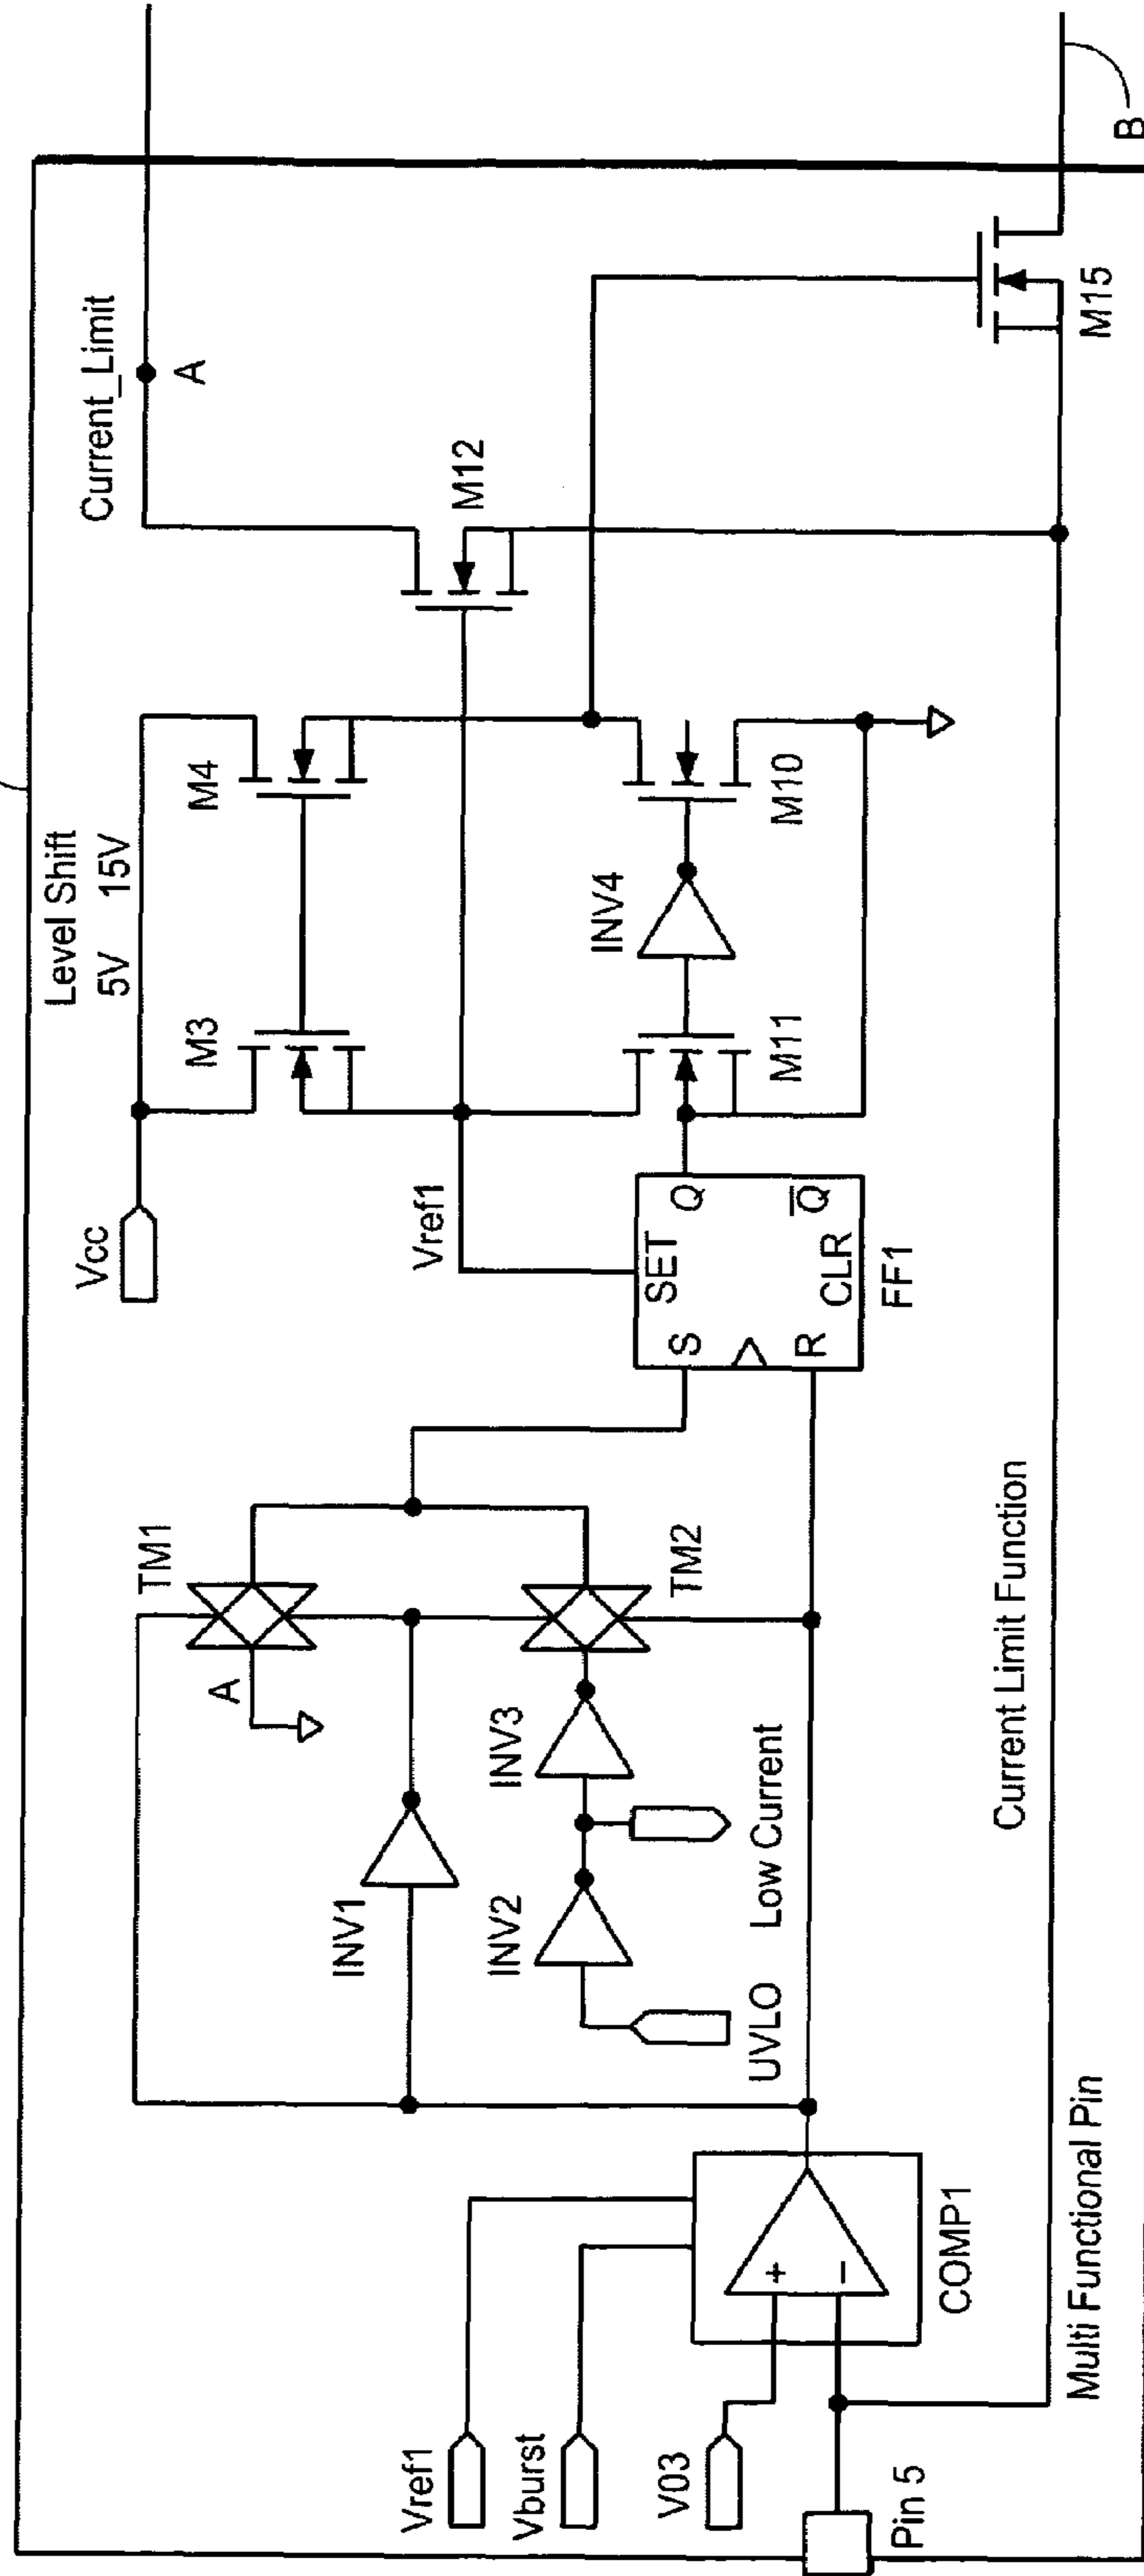 Vref1
Vburst
V03
Pin 5
Multi Functional Pin
+
−
COMP1
UVLO
Low Current
INV1
INV2
INV3
A
TM1
TM2
Current Limit Function
S
R
SET
CLR
Q
Q
FF1
Vref1
Vcc
Level Shift
5V 15V
M3
M4
M11
INV4
M10
M12
Current_Limit
A
M15
B